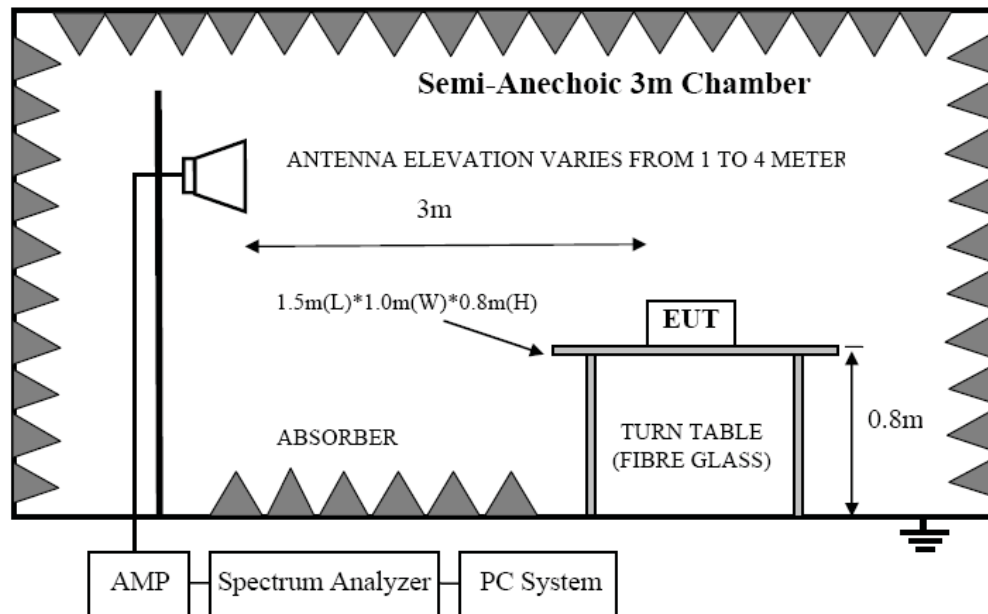 Semi-Anechoic 3m Chamber
ANTENNA ELEVATION VARIES FROM 1 TO 4 METER
3m
1.5m(L)*1.0m(W)*0.8m(H)
EUT
0.8m
ABSORBER
TURN TABLE
(FIBRE GLASS)
AMP
Spectrum Analyzer
PC System